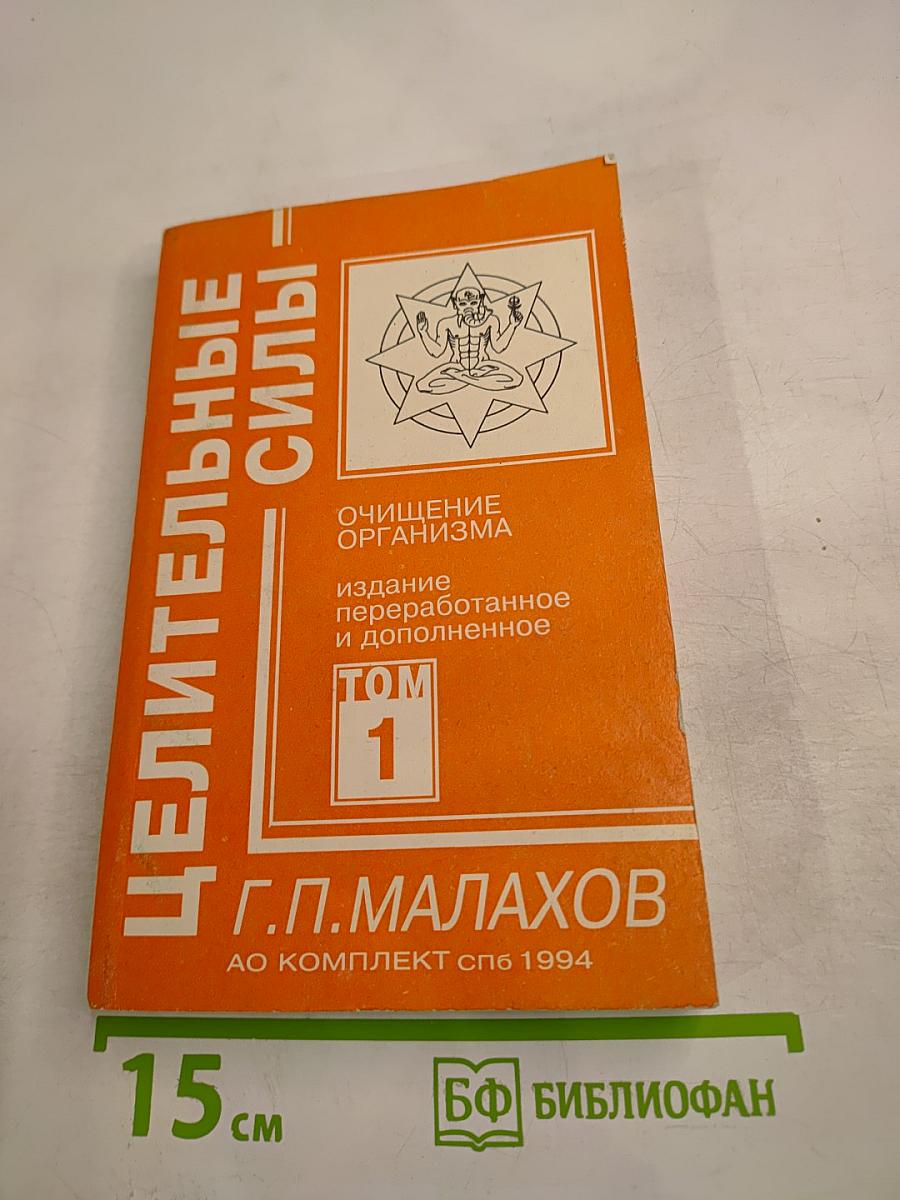 ЦЕЛИТЕЛЬНЫЕ
СИЛЫ
ОЧИЩЕНИЕ
ОРГАНИЗМА
издание
переработанное
и дополненное
ТОМ
1
Г.П.МАЛАХОВ
АО КОМПЛЕКТ СПб 1994
15 см
БФ БИБЛИОФАН